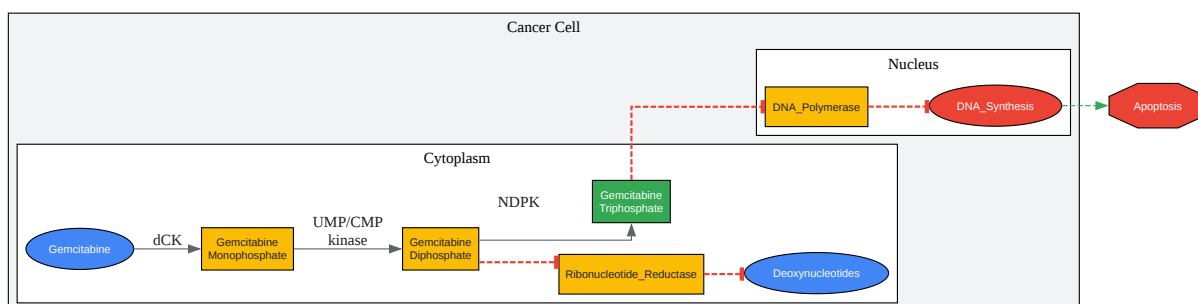 Cancer Cell
Nucleus
DNA_Polymerase
DNA_Synthesis
Apoptosis
Cytoplasm
Gemcitabine
dCK
Gemcitabine
Monophosphate
UMP/CMP
kinase
Gemcitabine
Diphosphate
NDPK
Gemcitabine
Triphosphate
Ribonucleotide_Reductase
Deoxynucleotides